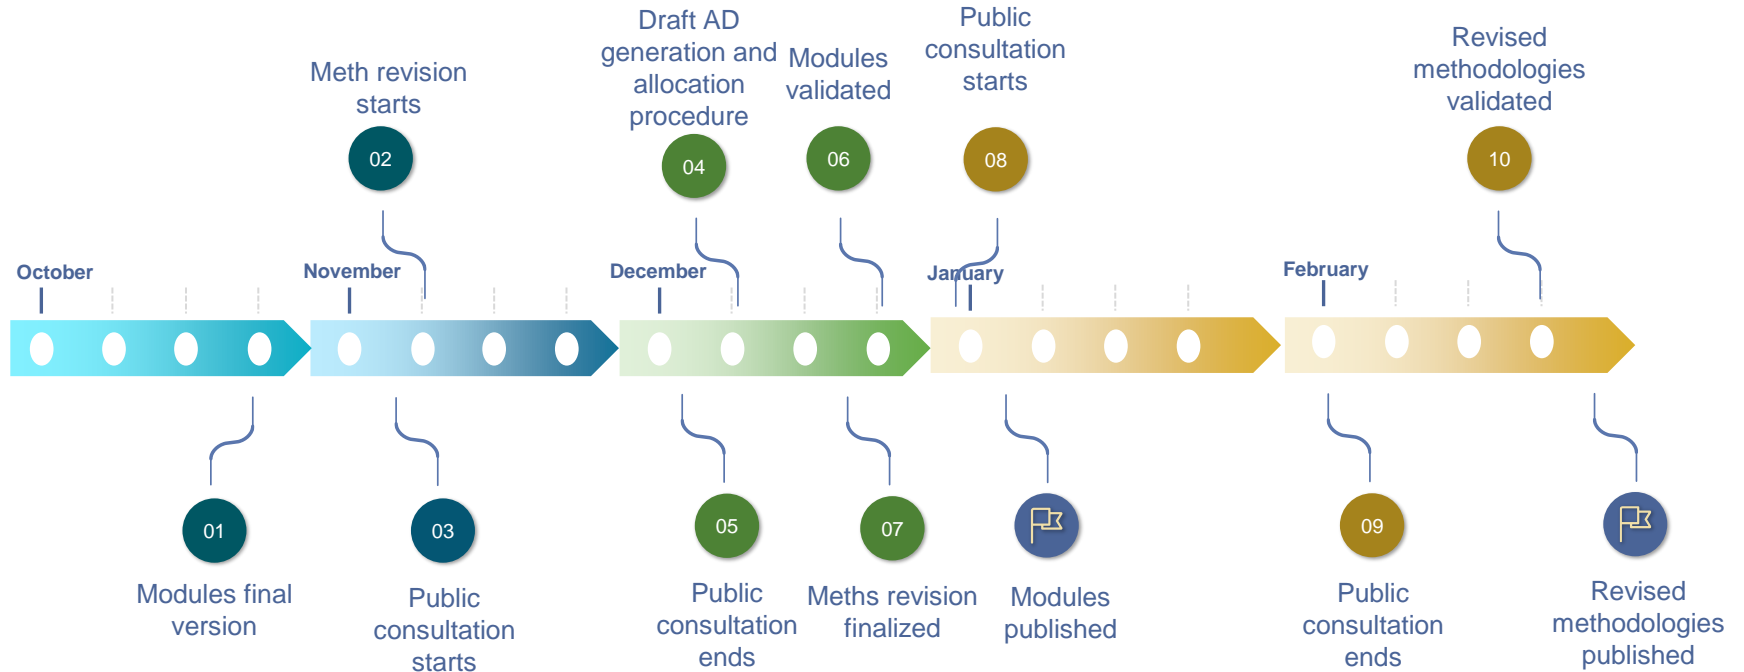 Meth revision
starts
02
Draft AD
generation and
allocation
procedure
04
Modules
validated
06
Public
consultation
starts
08
Revised
methodologies
validated
10
October
November
December
January
February
01
Modules final
version
03
Public
consultation
starts
05
Public
consultation
ends
07
Meths revision
finalized
Modules
published
09
Public
consultation
ends
Revised
methodologies
published